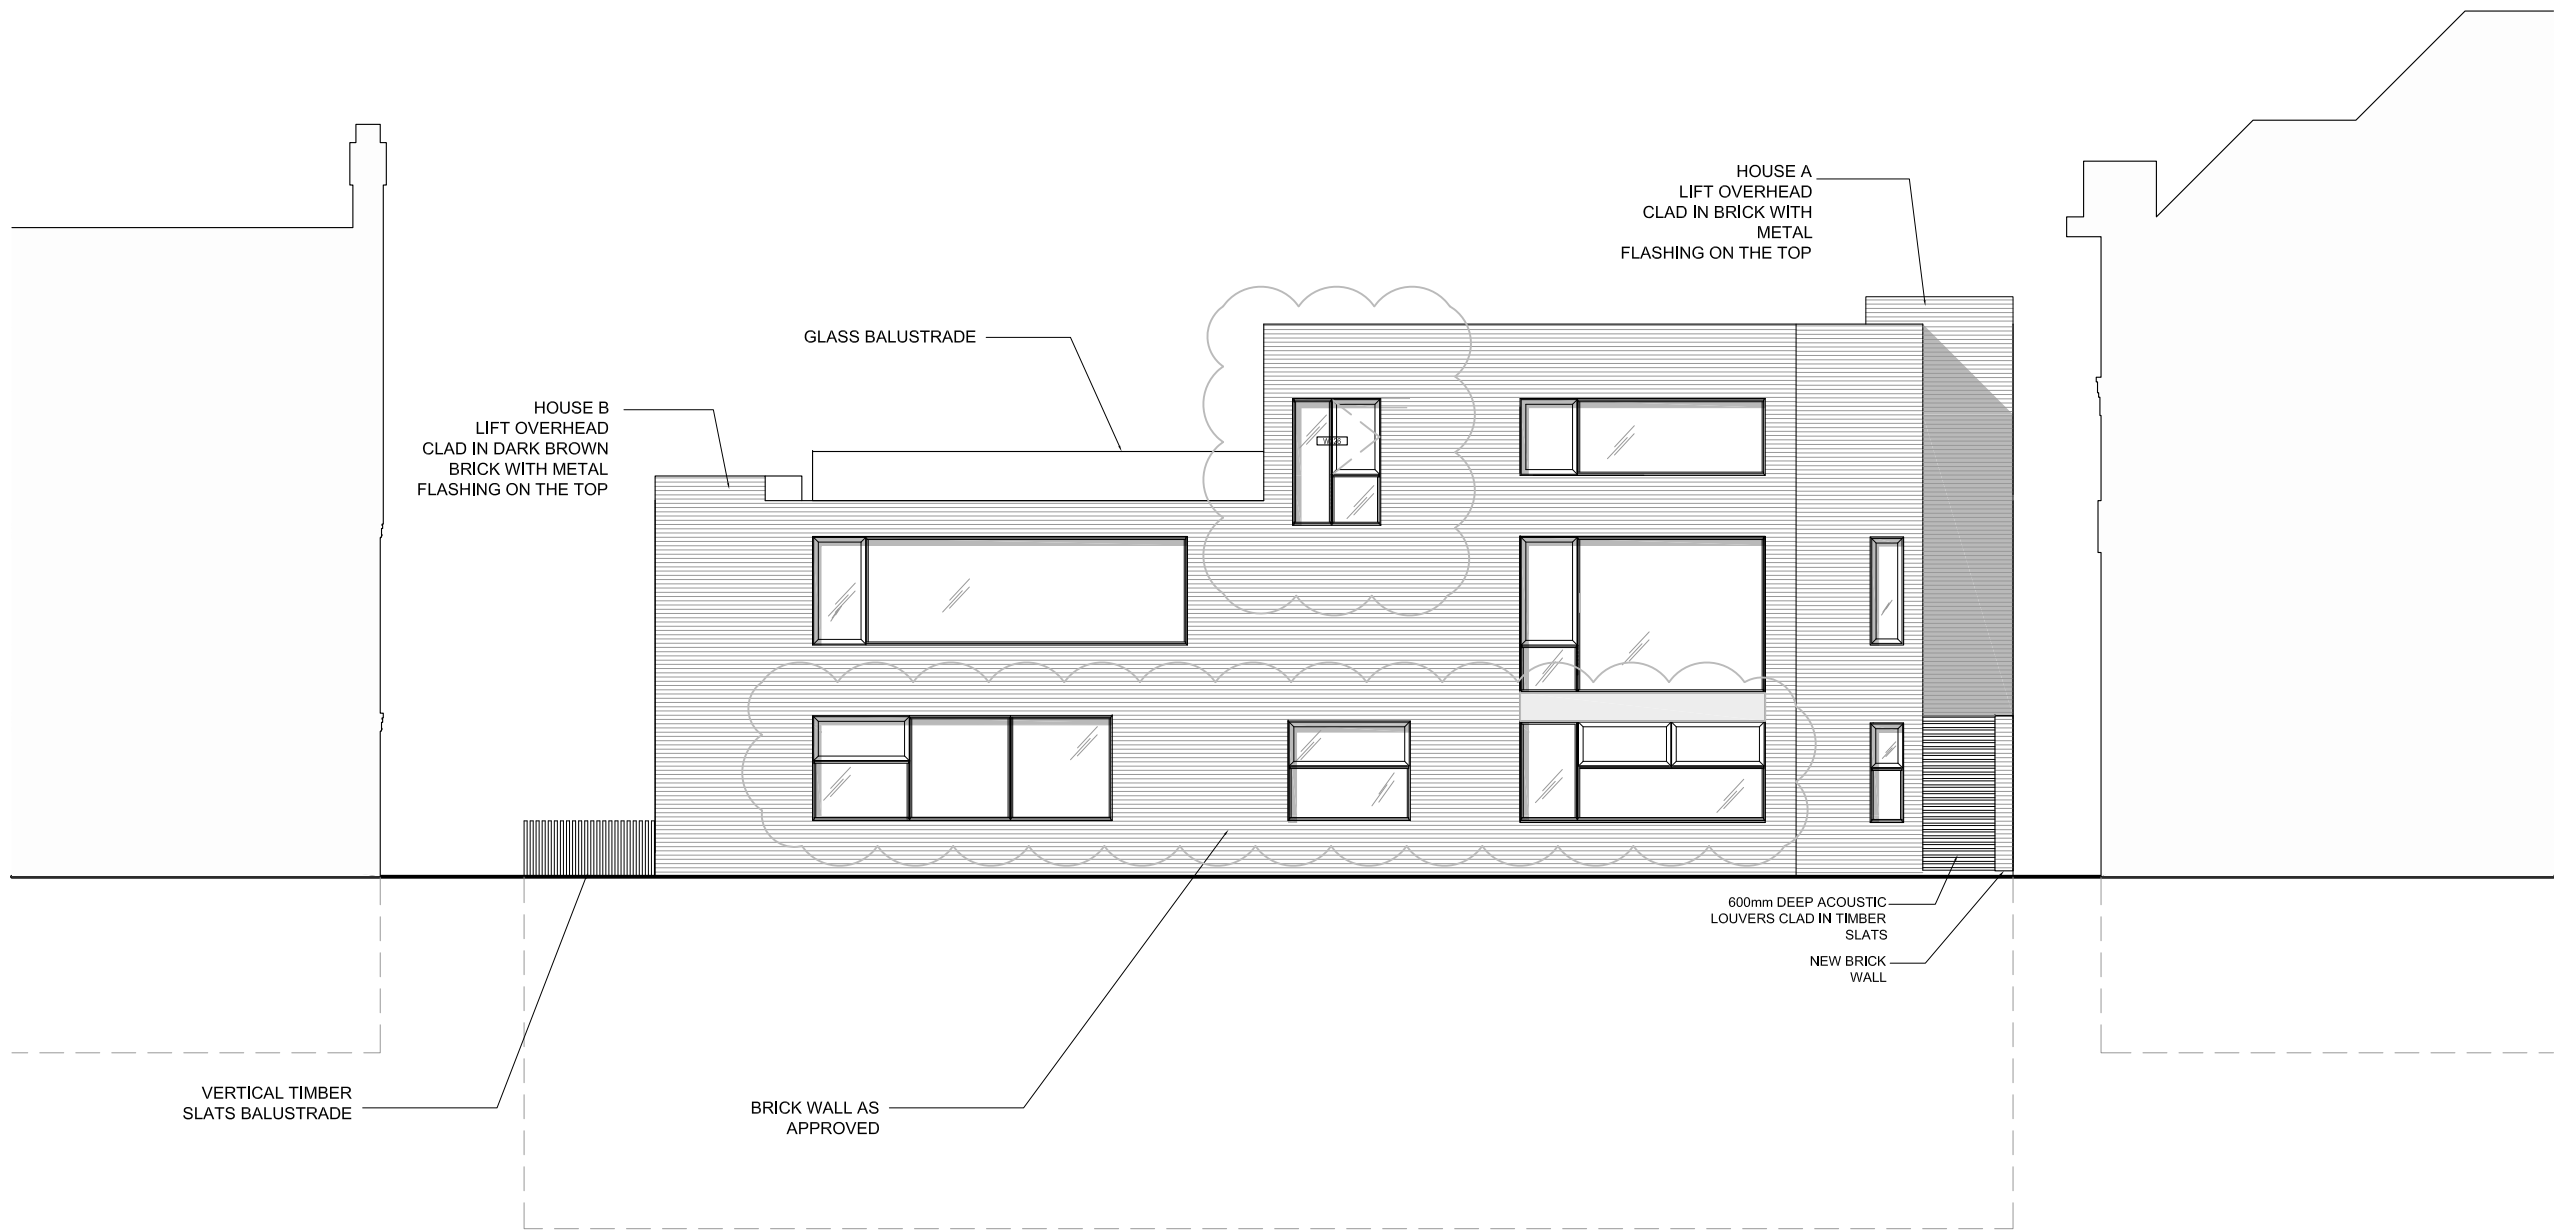 HOUSE A
LIFT OVERHEAD
CLAD IN BRICK WITH
METAL
FLASHING ON THE TOP
GLASS BALUSTRADE
HOUSE B
LIFT OVERHEAD
CLAD IN DARK BROWN
BRICK WITH METAL
FLASHING ON THE TOP
600mm DEEP ACOUSTIC
LOUVERS CLAD IN TIMBER
SLATS
NEW BRICK
WALL
VERTICAL TIMBER
SLATS BALUSTRADE
BRICK WALL AS
APPROVED